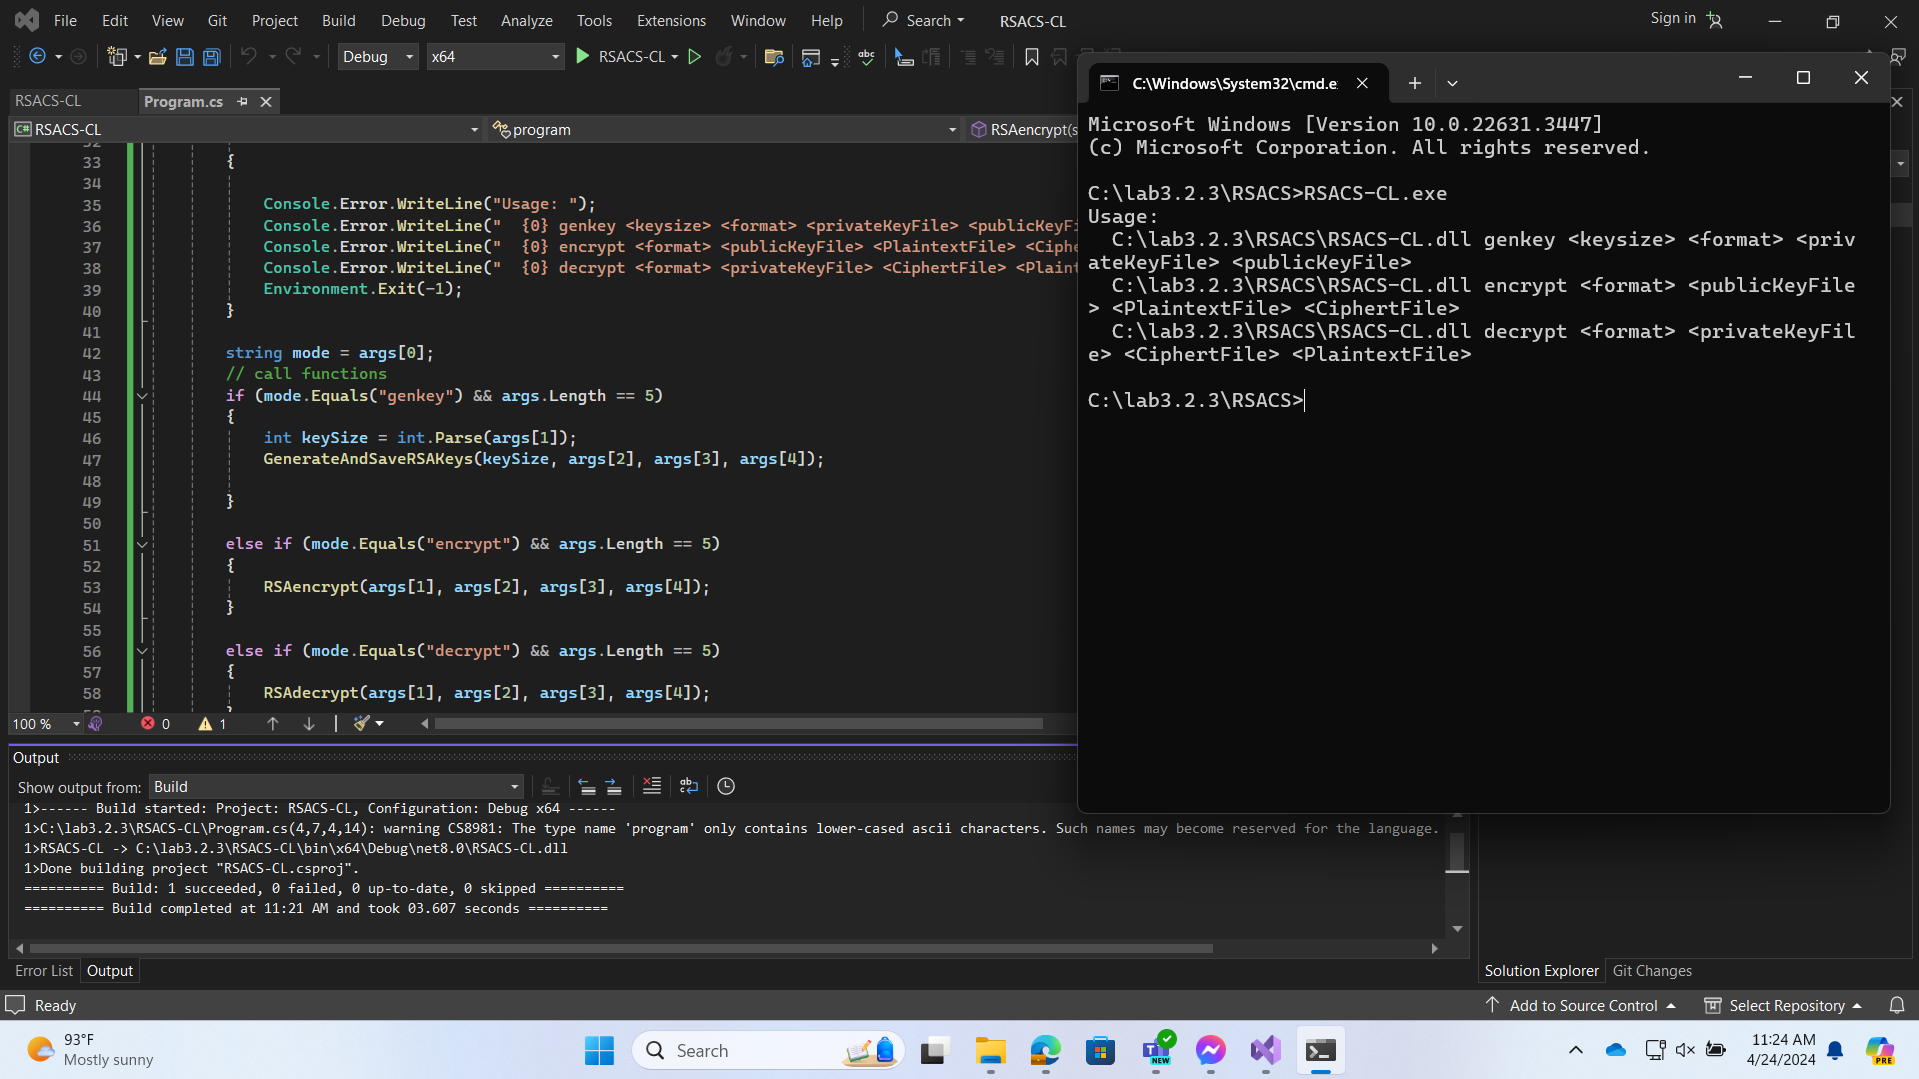 File Edit View Git Project Build Debug Test Analyze Tools Extensions Window Help Search RSACS-CL Sign in
Debug x64 RSACS-CL
RSACS-CL Program.cs
RSACS-CL program RSAencrypt(s
33 {
34
35 Console.Error.WriteLine("Usage: ");
36 Console.Error.WriteLine("  {0} genkey <keysize> <format> <privateKeyFile> <publicKeyF
37 Console.Error.WriteLine("  {0} encrypt <format> <publicKeyFile> <PlaintextFile> <Ciphe
38 Console.Error.WriteLine("  {0} decrypt <format> <privateKeyFile> <CiphertFile> <Plaint
39 Environment.Exit(-1);
40 }
41
42 string mode = args[0];
43 // call functions
44 if (mode.Equals("genkey") && args.Length == 5)
45 {
46 int keySize = int.Parse(args[1]);
47 GenerateAndSaveRSAKeys(keySize, args[2], args[3], args[4]);
48
49 }
50
51 else if (mode.Equals("encrypt") && args.Length == 5)
52 {
53 RSAencrypt(args[1], args[2], args[3], args[4]);
54 }
55
56 else if (mode.Equals("decrypt") && args.Length == 5)
57 {
58 RSAdecrypt(args[1], args[2], args[3], args[4]);
100 % 0 1
C:\Windows\System32\cmd.e
Microsoft Windows [Version 10.0.22631.3447]
(c) Microsoft Corporation. All rights reserved.
C:\lab3.2.3\RSACS>RSACS-CL.exe
Usage:
C:\lab3.2.3\RSACS\RSACS-CL.dll genkey <keysize> <format> <priv
ateKeyFile> <publicKeyFile>
C:\lab3.2.3\RSACS\RSACS-CL.dll encrypt <format> <publicKeyFile
> <PlaintextFile> <CiphertFile>
C:\lab3.2.3\RSACS\RSACS-CL.dll decrypt <format> <privateKeyFil
e> <CiphertFile> <PlaintextFile>
C:\lab3.2.3\RSACS>
Output
Show output from: Build
1>------ Build started: Project: RSACS-CL, Configuration: Debug x64 ------
1>C:\lab3.2.3\RSACS-CL\Program.cs(4,7,4,14): warning CS8981: The type name 'program' only contains lower-cased ascii characters. Such names may become reserved for the language.
1>RSACS-CL -> C:\lab3.2.3\RSACS-CL\bin\x64\Debug\net8.0\RSACS-CL.dll
1>Done building project "RSACS-CL.csproj".
========== Build: 1 succeeded, 0 failed, 0 up-to-date, 0 skipped ==========
========== Build completed at 11:21 AM and took 03.607 seconds ==========
Error List Output Solution Explorer Git Changes
Ready Add to Source Control Select Repository
93°F
Mostly sunny
Search
NEW
11:24 AM
4/24/2024
PRE